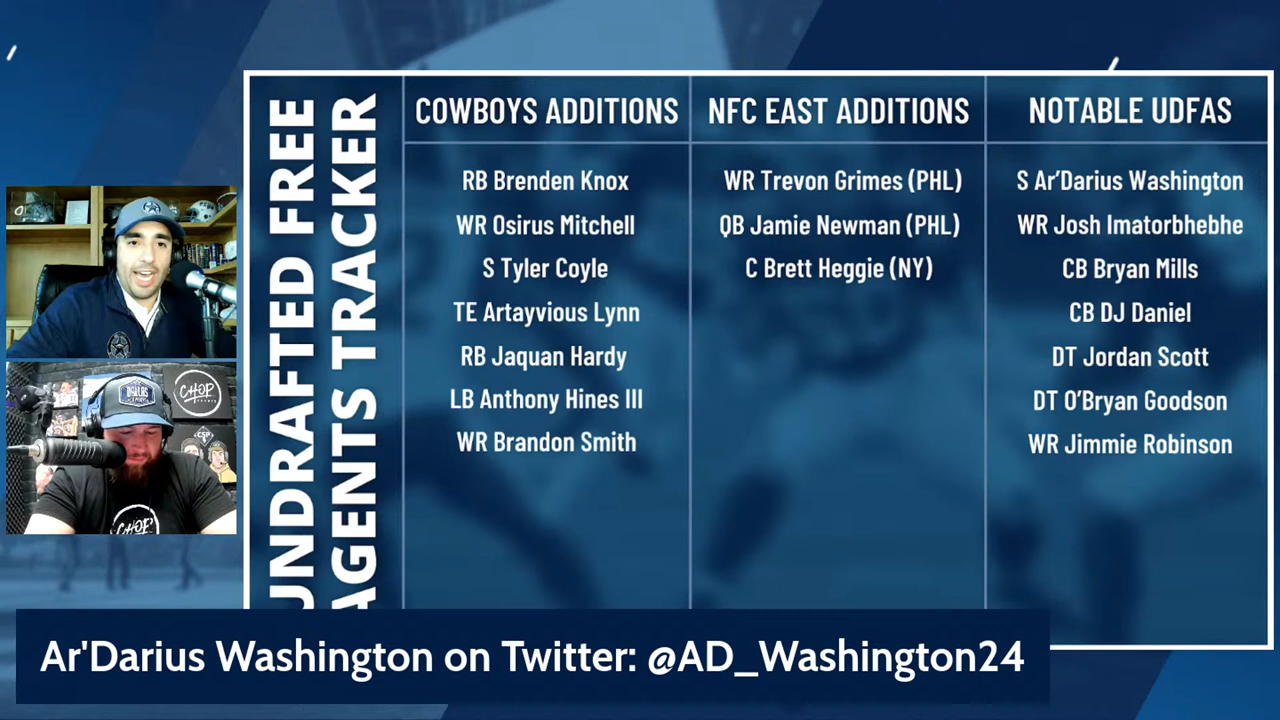 UNDRAFTED FREE
AGENTS TRACKER
COWBOYS ADDITIONS
RB Brenden Knox
WR Osirus Mitchell
S Tyler Coyle
TE Artayvious Lynn
RB Jaquan Hardy
LB Anthony Hines III
WR Brandon Smith
NFC EAST ADDITIONS
WR Trevon Grimes (PHL)
QB Jamie Newman (PHL)
C Brett Heggie (NY)
NOTABLE UDFAS
S Ar'Darius Washington
WR Josh Imatorbhebhe
CB Bryan Mills
CB DJ Daniel
DT Jordan Scott
DT O'Bryan Goodson
WR Jimmie Robinson
DALLAS
CHOP
CHOP
Ar'Darius Washington on Twitter: @AD_Washington24